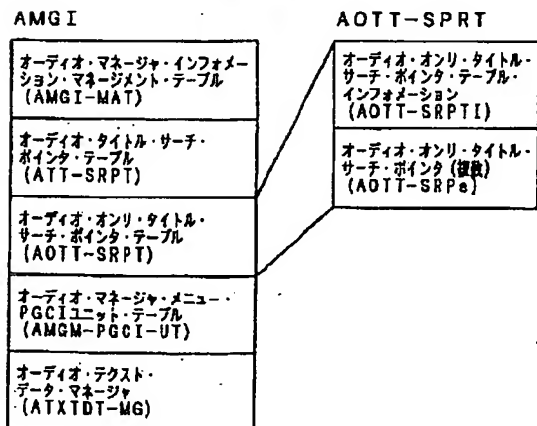 AMGI
オーディオ・マネージャ・インフォメー
ション・マネージメント・テーブル
(AMGI-MAT)
オーディオ・タイトル・サーチ・
ポインタ・テーブル
(ATT-SRPT)
オーディオ・オンリ・タイトル・
サーチ・ポインタ・テーブル
(AOTT-SRPT)
オーディオ・マネージャ・メニュー・
PGCIユニット・テーブル
(AMGM-PGCI-UT)
オーディオ・テクスト・
データ・マネージャ
(ATXTDT-MG)
AOTT-SPRT
オーディオ・オンリ・タイトル・
サーチ・ポインタ・テーブル・
インフォメーション
(AOTT-SRPTI)
オーディオ・オンリ・タイトル・
サーチ・ポインタ(複数)
(AOTT-SRPs)